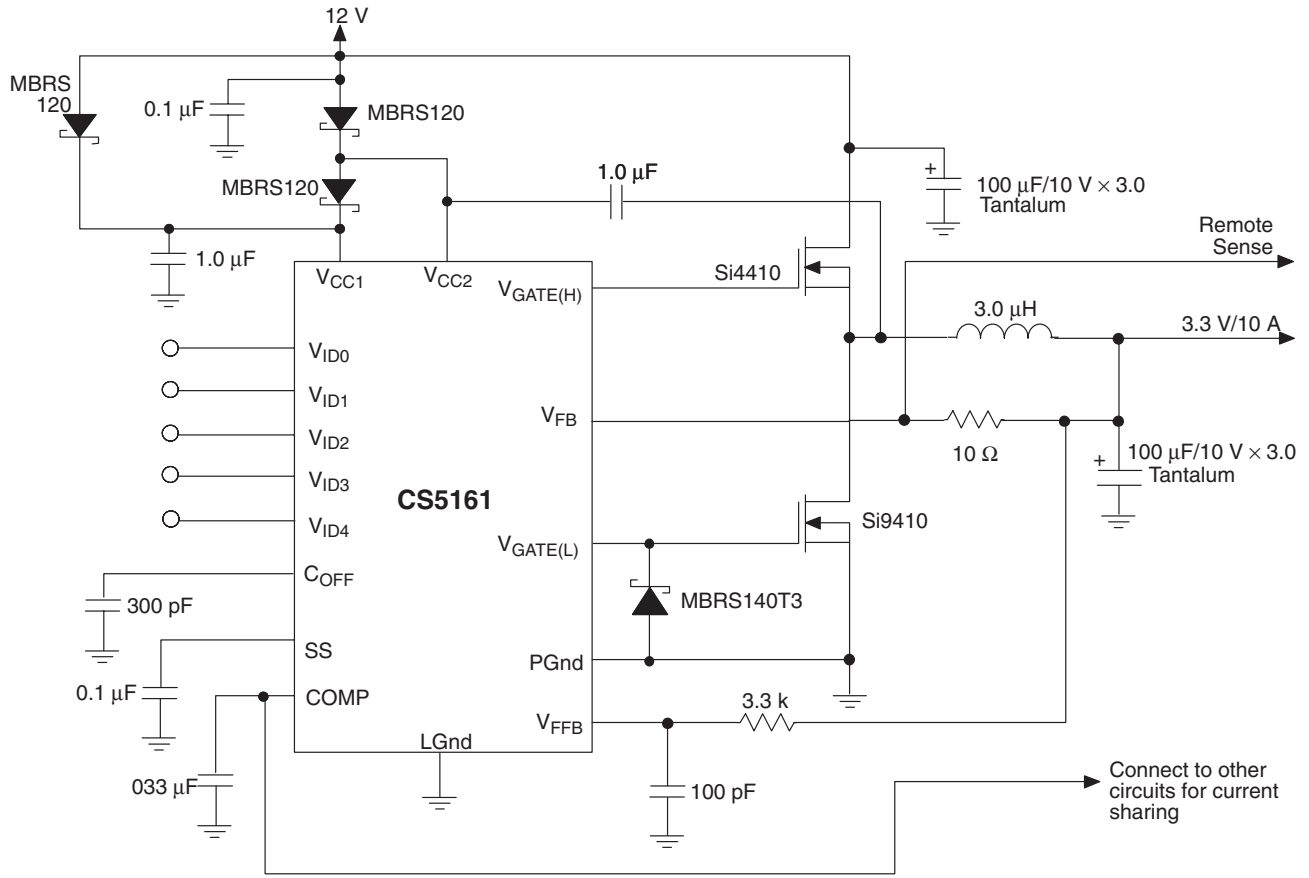 12 V
MBRS
120
0.1 μF
MBRS120
MBRS120
1.0 μF
100 μF/10 V × 3.0
Tantalum
1.0 μF
Remote
Sense
VCC1
VCC2
VGATE(H)
Si4410
3.0 μH
3.3 V/10 A
VID0
VID1
VID2
VID3
VID4
VFB
10 Ω
100 μF/10 V × 3.0
Tantalum
CS5161
VGATE(L)
Si9410
COFF
300 pF
MBRS140T3
SS
PGnd
0.1 μF
COMP
3.3 k
VFFB
LGnd
033 μF
100 pF
Connect to other
circuits for current
sharing